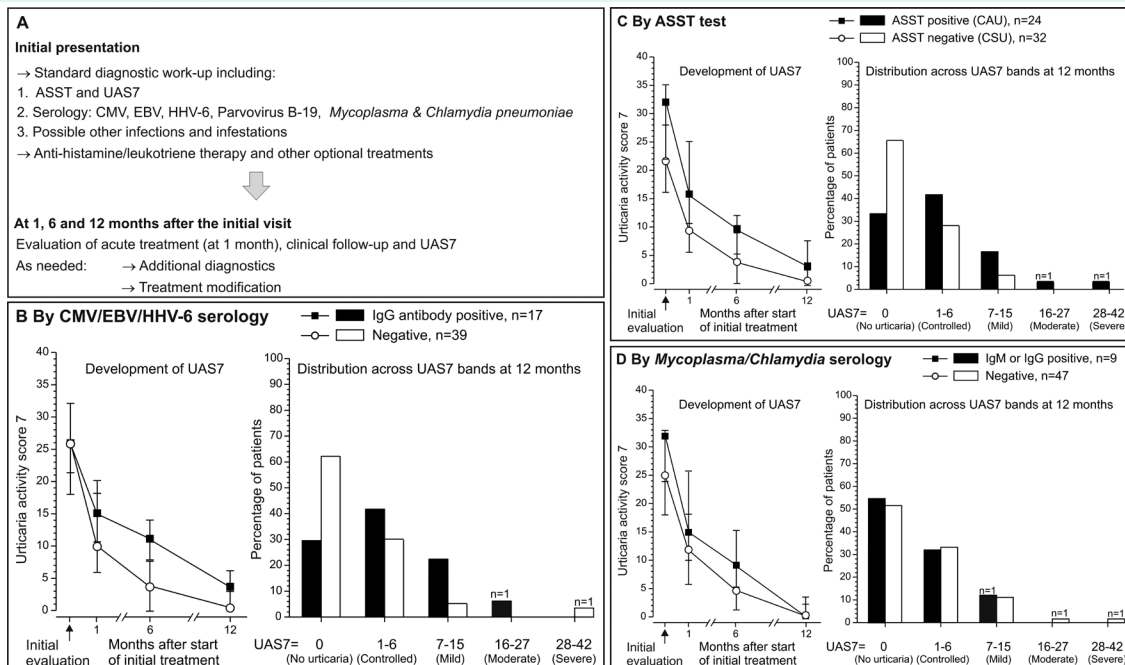 A
Initial presentation
→ Standard diagnostic work-up including:
1. ASST and UAS7
2. Serology: CMV, EBV, HHV-6, Parvovirus B-19, Mycoplasma & Chlamydia pneumoniae
3. Possible other infections and infestations
→ Anti-histamine/leukotriene therapy and other optional treatments
At 1, 6 and 12 months after the initial visit
Evaluation of acute treatment (at 1 month), clinical follow-up and UAS7
As needed: → Additional diagnostics
→ Treatment modification
B By CMV/EBV/HHV-6 serology
IgG antibody positive, n=17
Negative, n=39
Development of UAS7
Urticaria activity score 7
40
35
30
25
20
15
10
5
0
1 // 6 // 12
Initial evaluation
Months after start
of initial treatment
Distribution across UAS7 bands at 12 months
Percentage of patients
100
90
80
70
60
50
40
30
20
10
0
n=1
n=1
UAS7= 0 1-6 7-15 16-27 28-42
(No urticaria) (Controlled) (Mild) (Moderate) (Severe)
C By ASST test
ASST positive (CAU), n=24
ASST negative (CSU), n=32
Development of UAS7
Urticaria activity score 7
40
35
30
25
20
15
10
5
0
1 // 6 // 12
Initial evaluation
Months after start
of initial treatment
Distribution across UAS7 bands at 12 months
Percentage of patients
100
90
80
70
60
50
40
30
20
10
0
n=1
n=1
UAS7= 0 1-6 7-15 16-27 28-42
(No urticaria) (Controlled) (Mild) (Moderate) (Severe)
D By Mycoplasma/Chlamydia serology
IgM or IgG positive, n=9
Negative, n=47
Development of UAS7
Urticaria activity score 7
40
35
30
25
20
15
10
5
0
1 // 6 // 12
Initial evaluation
Months after start
of initial treatment
Distribution across UAS7 bands at 12 months
Percentage of patients
100
90
80
70
60
50
40
30
20
10
0
n=1
n=1
n=1
UAS7= 0 1-6 7-15 16-27 28-42
(No urticaria) (Controlled) (Mild) (Moderate) (Severe)